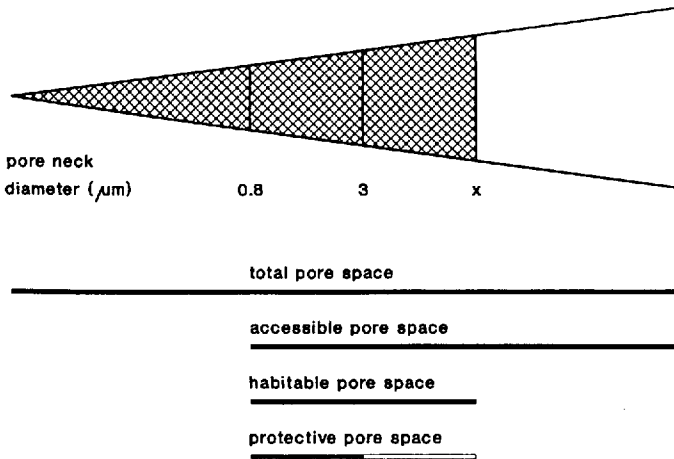 pore neck
diameter (μm) 0.8 3 x
total pore space
accessible pore space
habitable pore space
protective pore space